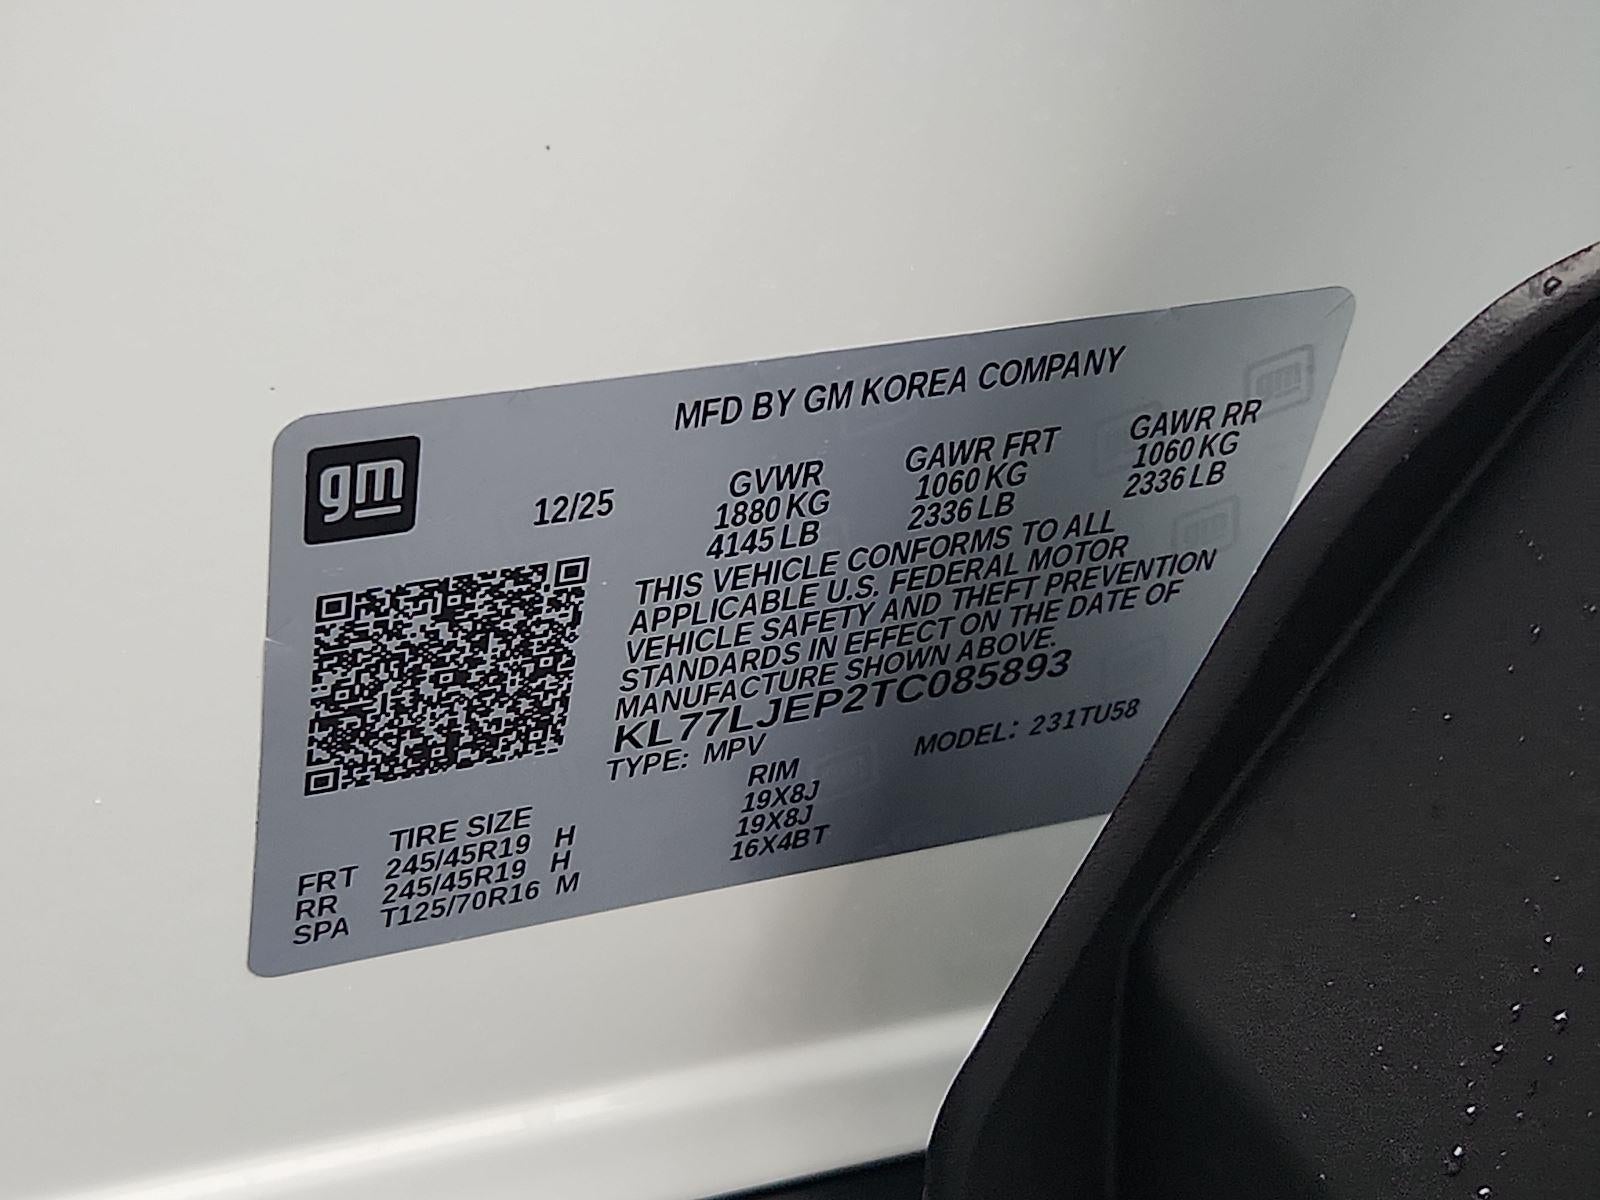 MFD BY GM KOREA COMPANY
gm
12/25
GVWR
1880 KG
4145 LB
GAWR FRT
1060 KG
2336 LB
GAWR RR
1060 KG
2336 LB
THIS VEHICLE CONFORMS TO ALL
APPLICABLE U.S. FEDERAL MOTOR
VEHICLE SAFETY AND THEFT PREVENTION
STANDARDS IN EFFECT ON THE DATE OF
MANUFACTURE SHOWN ABOVE.
KL77LJEP2TC085893
TYPE: MPV
MODEL: 231TU58
TIRE SIZE
RIM
FRT 245/45R19 H 19X8J
RR 245/45R19 H 19X8J
SPA T125/70R16 M 16X4BT